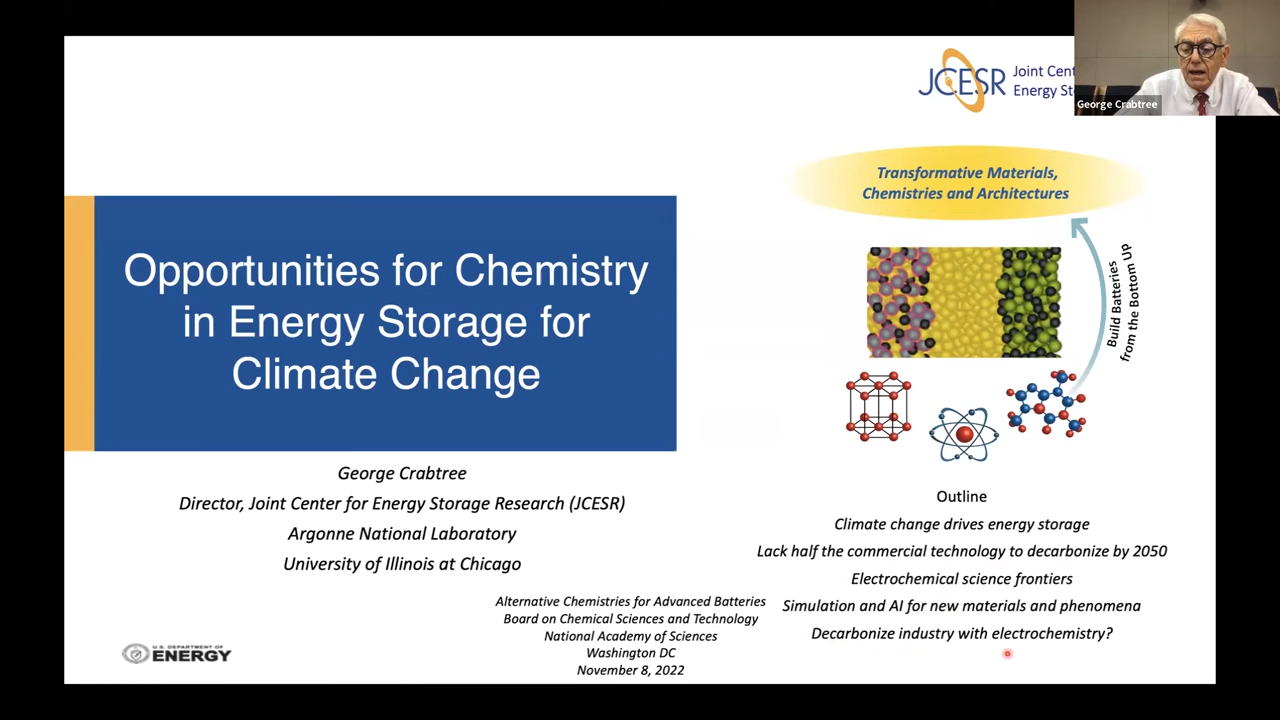 JCESR
Joint Cent
Energy St
George Crabtree
Transformative Materials,
Chemistries and Architectures
Build Batteries
from the Bottom Up
Opportunities for Chemistry
in Energy Storage for
Climate Change
George Crabtree
Director, Joint Center for Energy Storage Research (JCESR)
Argonne National Laboratory
University of Illinois at Chicago
Outline
Climate change drives energy storage
Lack half the commercial technology to decarbonize by 2050
Electrochemical science frontiers
Simulation and AI for new materials and phenomena
Decarbonize industry with electrochemistry?
Alternative Chemistries for Advanced Batteries
Board on Chemical Sciences and Technology
National Academy of Sciences
Washington DC
November 8, 2022
U.S. DEPARTMENT OF
ENERGY